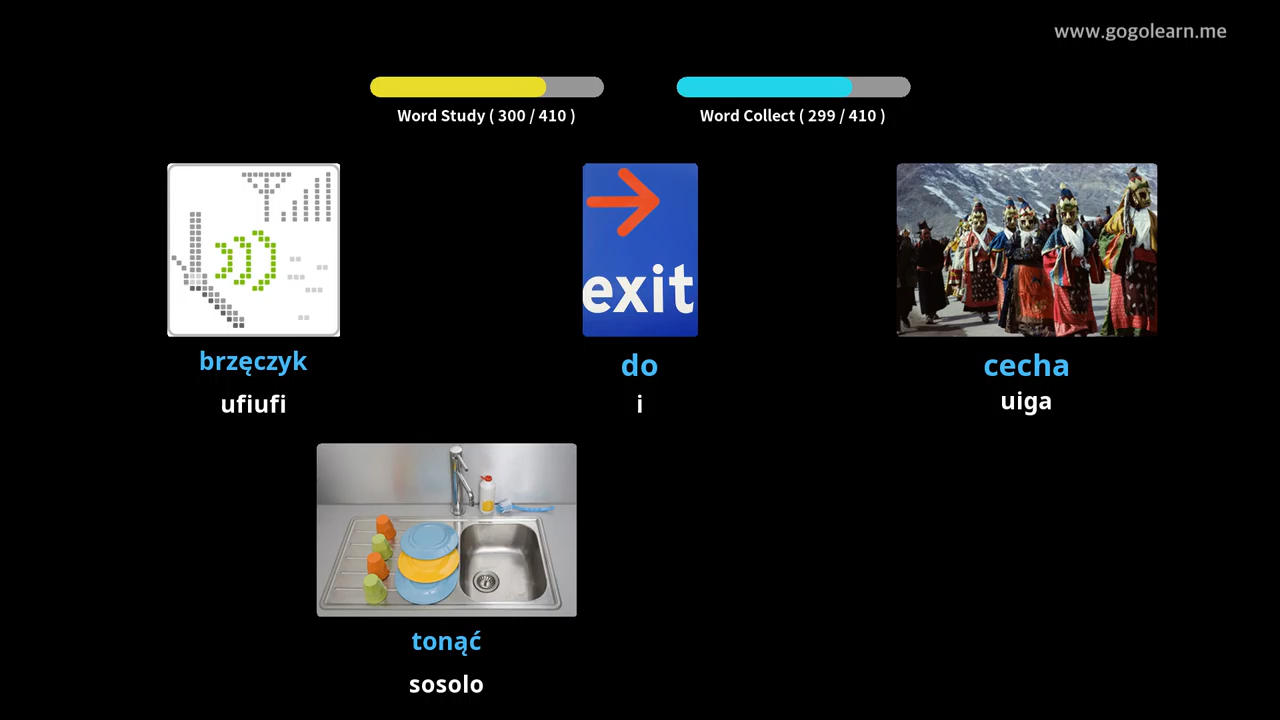 www.gogolearn.me
Word Study ( 300 / 410 )
Word Collect ( 299 / 410 )
exit
brzęczyk
do
cecha
ufiufi
i
uiga
tonąć
sosolo